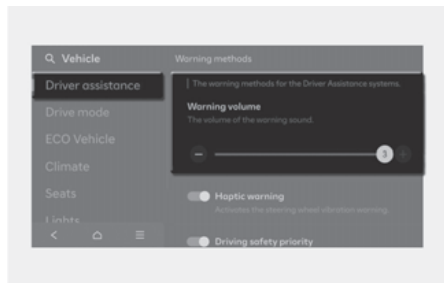 Vehicle
Warning methods
Driver assistance
The warning methods for the Driver Assistance systems.
Drive mode
Warning volume
The volume of the warning sound.
ECO Vehicle
3
Climate
Seats
Haptic warning
Activates the steering wheel vibration warning.
Lights
Driving safety priority